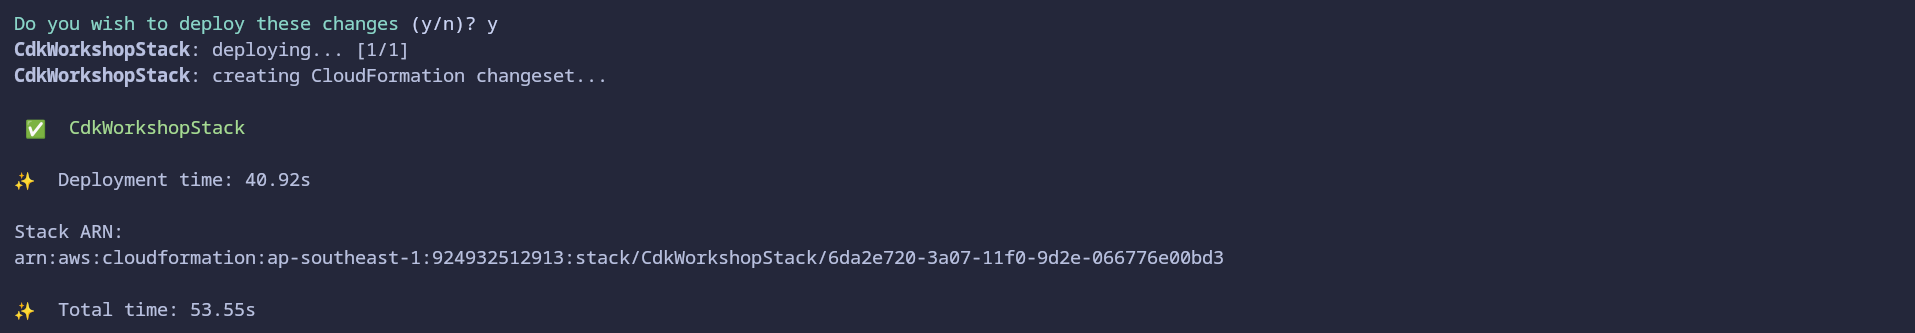 Do you wish to deploy these changes (y/n)? y
CdkWorkshopStack: deploying... [1/1]
CdkWorkshopStack: creating CloudFormation changeset...
✅  CdkWorkshopStack
✨  Deployment time: 40.92s
Stack ARN:
arn:aws:cloudformation:ap-southeast-1:924932512913:stack/CdkWorkshopStack/6da2e720-3a07-11f0-9d2e-066776e00bd3
✨  Total time: 53.55s